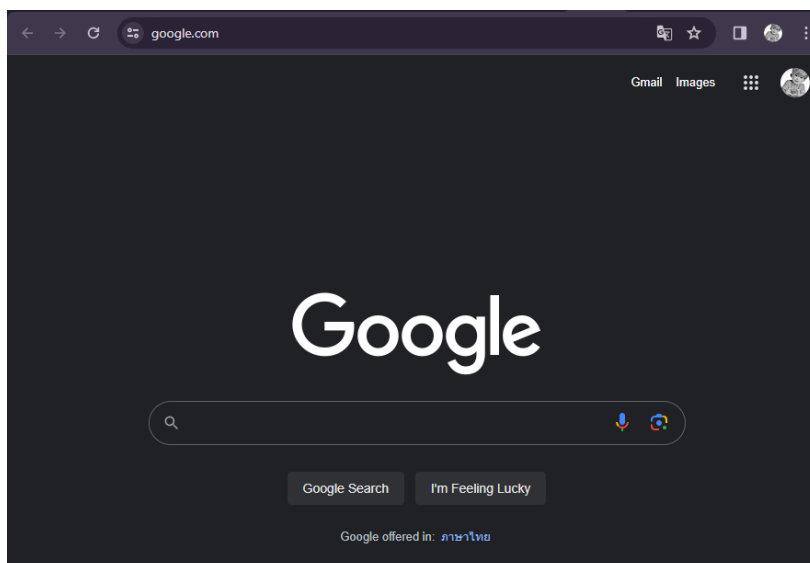 google.com
Gmail Images
Google
Google Search I'm Feeling Lucky
Google offered in: ภาษาไทย